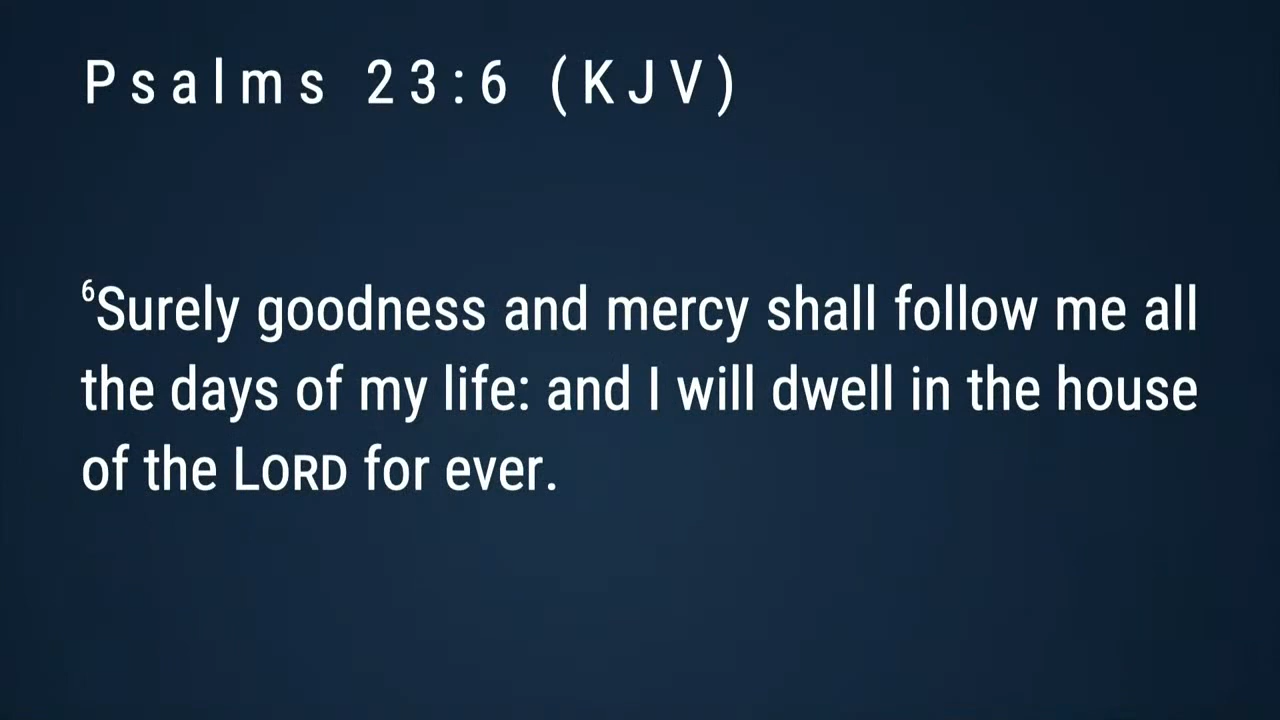 Psalms 23:6 (KJV)
⁶Surely goodness and mercy shall follow me all
the days of my life: and I will dwell in the house
of the LORD for ever.